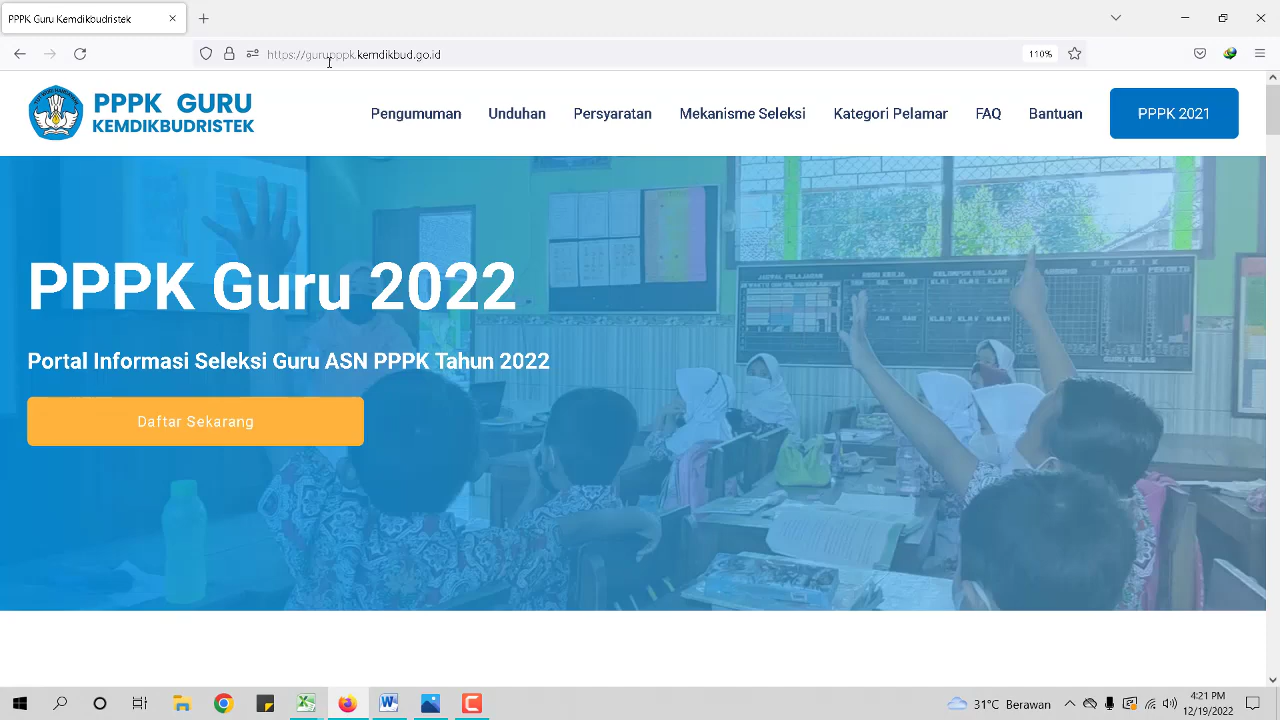 PPPK Guru Kemdikbudristek
https://gurupppk.kemdikbud.go.id
110%
PPPK GURU
KEMDIKBUDRISTEK
Pengumuman
Unduhan
Persyaratan
Mekanisme Seleksi
Kategori Pelamar
FAQ
Bantuan
PPPK 2021
PPPK Guru 2022
Portal Informasi Seleksi Guru ASN PPPK Tahun 2022
Daftar Sekarang
31°C Berawan
4:21 PM
12/19/2022